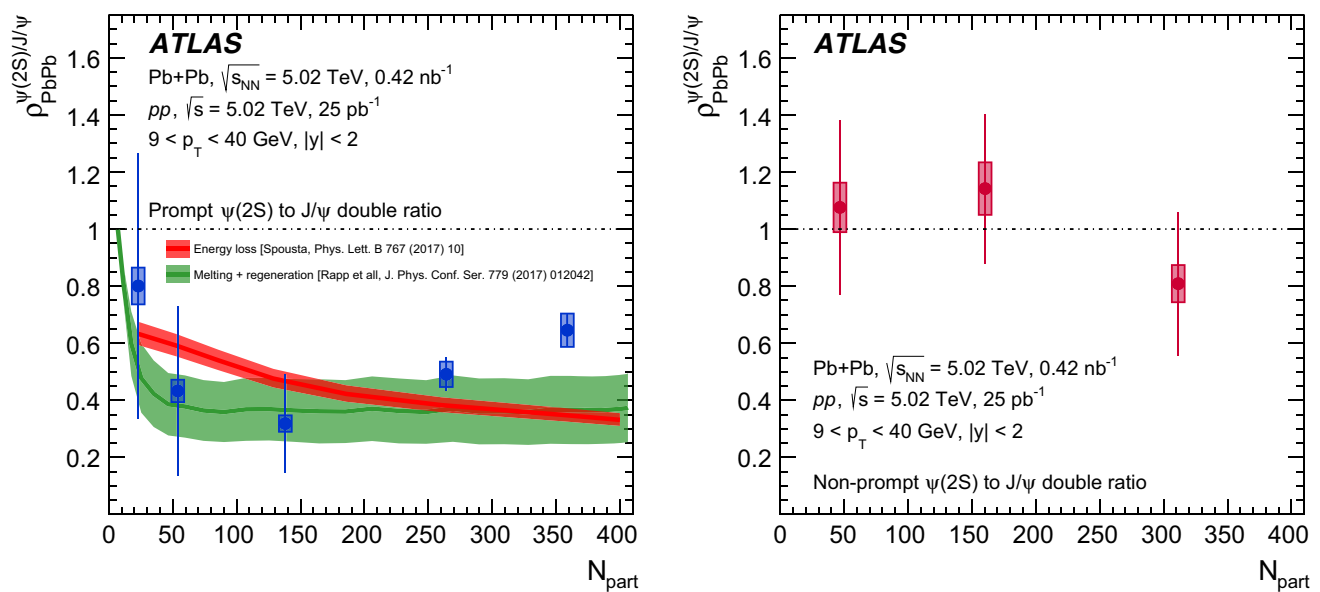 ATLAS
Pb+Pb, √sNN = 5.02 TeV, 0.42 nb-1
pp, √s = 5.02 TeV, 25 pb-1
9 < pT < 40 GeV, |y| < 2
Prompt ψ(2S) to J/ψ double ratio
Energy loss [Spousta, Phys. Lett. B 767 (2017) 10]
Melting + regeneration [Rapp et all, J. Phys. Conf. Ser. 779 (2017) 012042]
ρPbPbψ(2S)/J/ψ
1.6
1.4
1.2
1
0.8
0.6
0.4
0.2
0 50 100 150 200 250 300 350 400
Npart
ATLAS
ρPbPbψ(2S)/J/ψ
1.6
1.4
1.2
1
0.8
0.6
0.4
0.2
Pb+Pb, √sNN = 5.02 TeV, 0.42 nb-1
pp, √s = 5.02 TeV, 25 pb-1
9 < pT < 40 GeV, |y| < 2
Non-prompt ψ(2S) to J/ψ double ratio
0 50 100 150 200 250 300 350 400
Npart